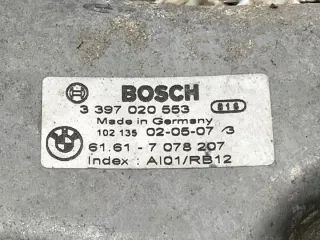 BOSCH
3 397 020 553 816
Made in Germany
102 135 02-05-07 /3
61.61 - 7 078 207
Index : AI01/RB12